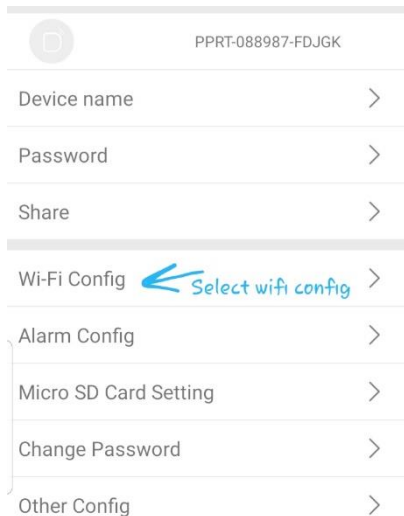 PPRT-088987-FDJGK
Device name
Password
Share
Wi-Fi Config Select wifi config
Alarm Config
Micro SD Card Setting
Change Password
Other Config